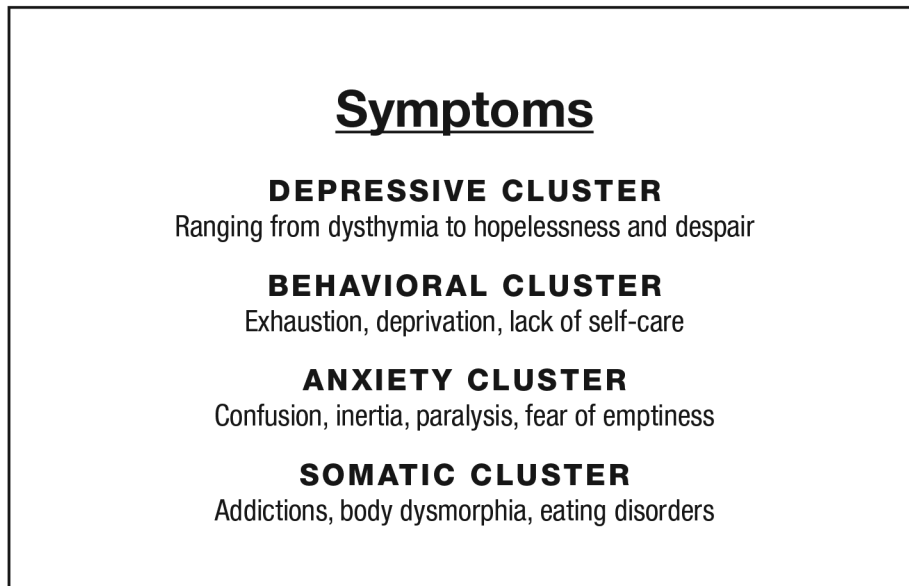 Symptoms
DEPRESSIVE CLUSTER
Ranging from dysthymia to hopelessness and despair
BEHAVIORAL CLUSTER
Exhaustion, deprivation, lack of self-care
ANXIETY CLUSTER
Confusion, inertia, paralysis, fear of emptiness
SOMATIC CLUSTER
Addictions, body dysmorphia, eating disorders